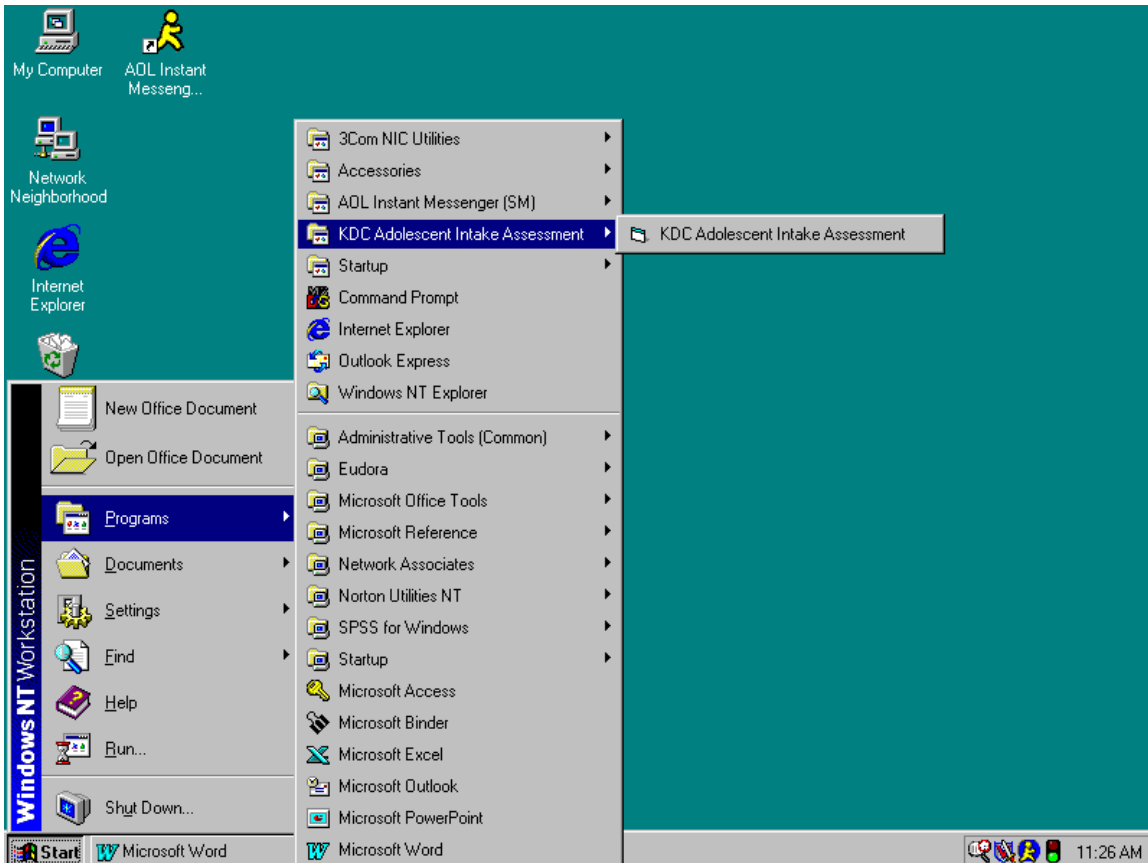 My Computer
AOL Instant
Messeng...
Network
Neighborhood
Internet
Explorer
New Office Document
Open Office Document
Programs
Documents
Settings
Find
Help
Run...
Shut Down...
Windows NT Workstation
3Com NIC Utilities
Accessories
AOL Instant Messenger (SM)
KDC Adolescent Intake Assessment
Startup
Command Prompt
Internet Explorer
Outlook Express
Windows NT Explorer
Administrative Tools (Common)
Eudora
Microsoft Office Tools
Microsoft Reference
Network Associates
Norton Utilities NT
SPSS for Windows
Startup
Microsoft Access
Microsoft Binder
Microsoft Excel
Microsoft Outlook
Microsoft PowerPoint
Microsoft Word
KDC Adolescent Intake Assessment
Start
Microsoft Word
11:26 AM